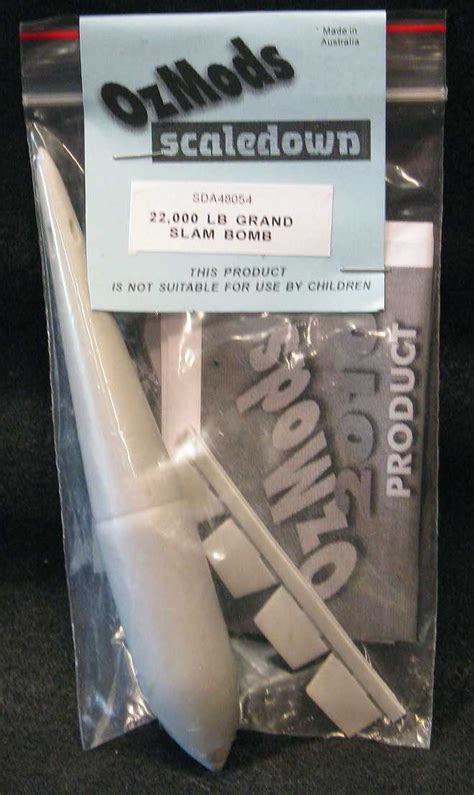 Made in
Australia
OzMods
scaledown
SDA48054
22,000 LB GRAND
SLAM BOMB
THIS PRODUCT
IS NOT SUITABLE FOR USE BY CHILDREN
OzMods
2018
PRODUCT